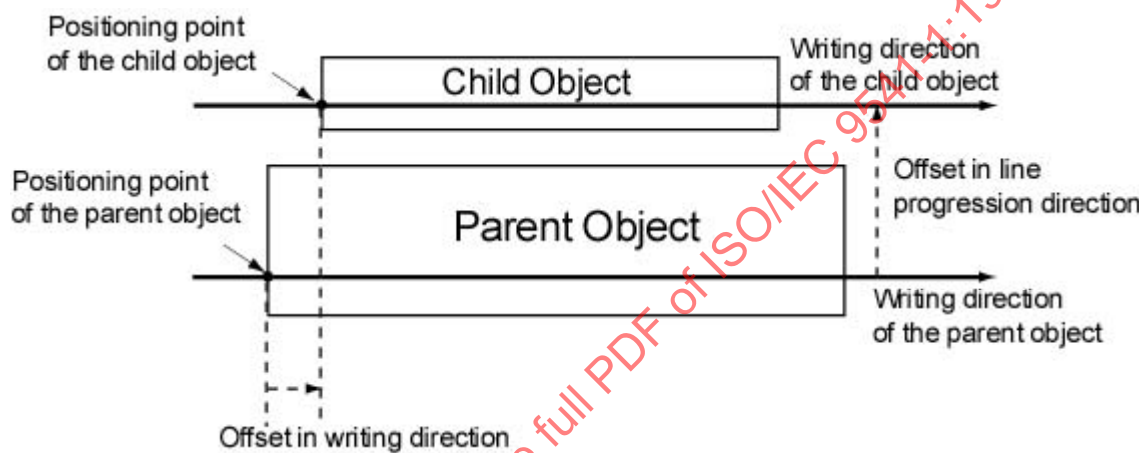 Positioning point
of the child object
Child Object
Writing direction
of the child object
Positioning point
of the parent object
Parent Object
Offset in line
progression direction
Writing direction
of the parent object
Offset in writing direction
full PDF of ISO/IEC 9541-1:19